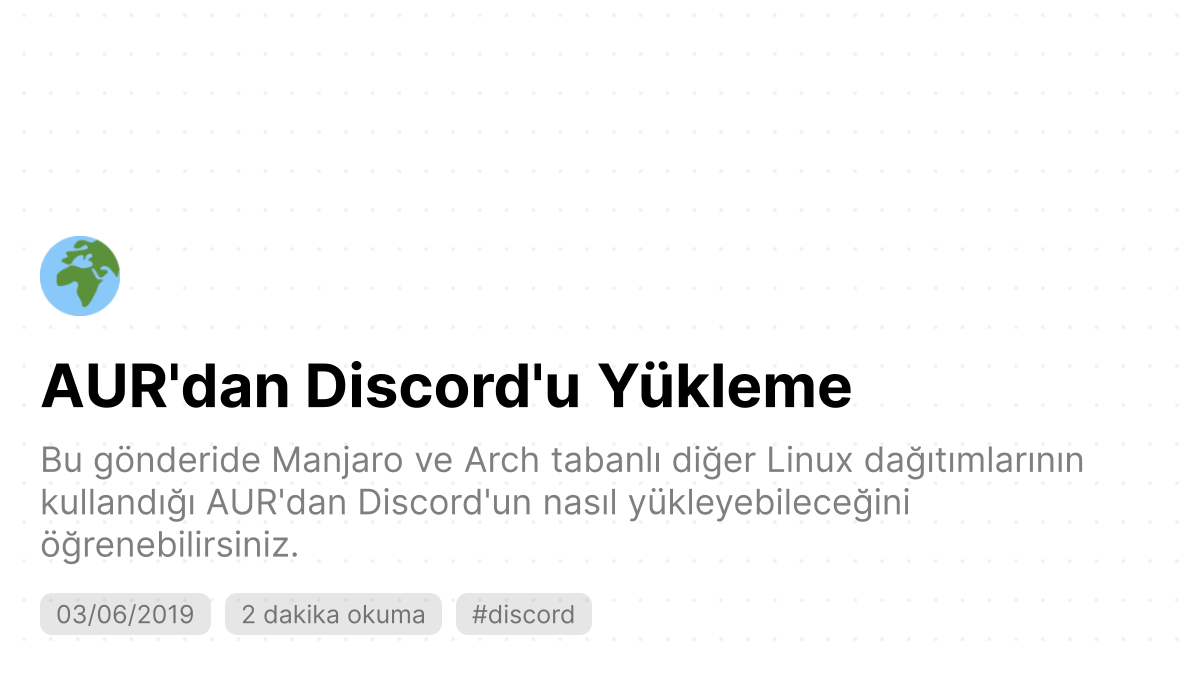 AUR'dan Discord'u Yükleme
Bu gönderide Manjaro ve Arch tabanlı diğer Linux dağıtımlarının
kullandığı AUR'dan Discord'un nasıl yükleyebileceğini
öğrenebilirsiniz.
03/06/2019 2 dakika okuma #discord